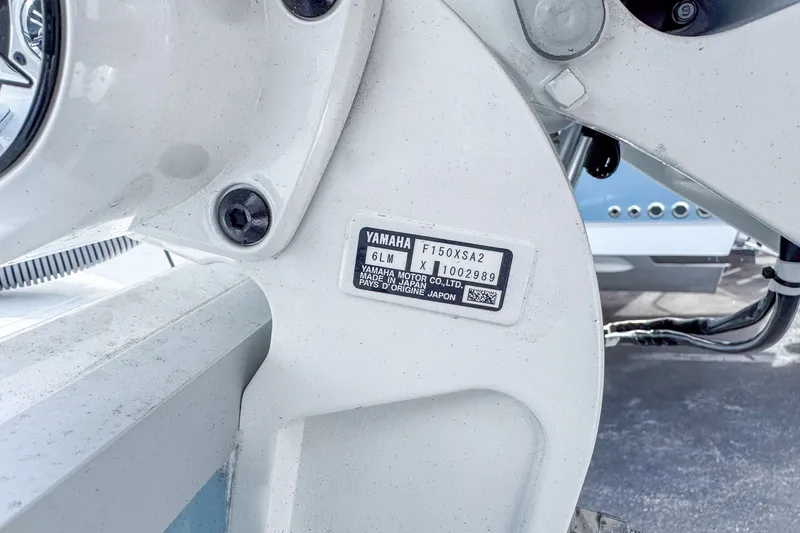 YAMAHA F150XSA2
6LM X 1002989
YAMAHA MOTOR CO.,LTD.
MADE IN JAPAN
PAYS D'ORIGINE JAPON